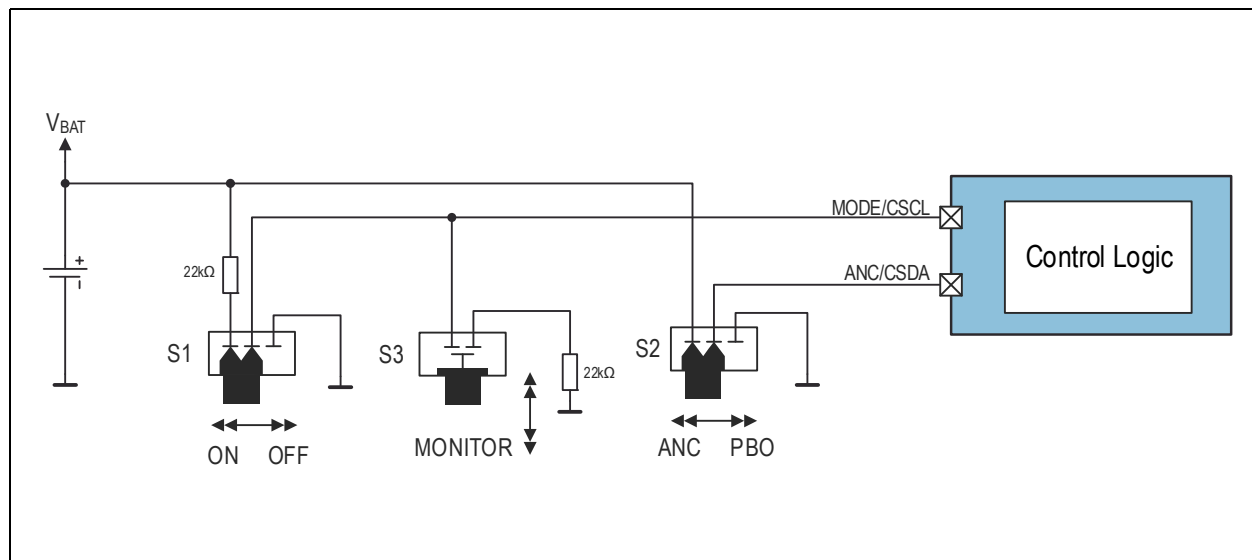 VBAT
MODE/CSCL
22kΩ
+
ANC/CSDA
Control Logic
S1
S3
22kΩ
S2
ON OFF
MONITOR
ANC PBO